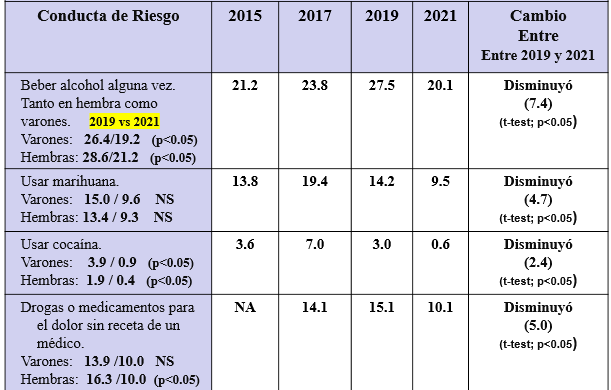 Conducta de Riesgo 2015 2017 2019 2021 Cambio
Entre
Entre 2019 y 2021
Beber alcohol alguna vez. 21.2 23.8 27.5 20.1 Disminuyó
Tanto en hembra como (7.4)
varones. 2019 vs 2021 (t-test; p<0.05)
Varones: 26.4/19.2 (p<0.05)
Hembras: 28.6/21.2 (p<0.05)
Usar marihuana. 13.8 19.4 14.2 9.5 Disminuyó
Varones: 15.0 / 9.6 NS (4.7)
Hembras: 13.4 / 9.3 NS (t-test; p<0.05)
Usar cocaína. 3.6 7.0 3.0 0.6 Disminuyó
Varones: 3.9 / 0.9 (p<0.05) (2.4)
Hembras: 1.9 / 0.4 (p<0.05) (t-test; p<0.05)
Drogas o medicamentos para NA 14.1 15.1 10.1 Disminuyó
el dolor sin receta de un (5.0)
médico. (t-test; p<0.05)
Varones: 13.9 /10.0 NS
Hembras: 16.3 /10.0 (p<0.05)